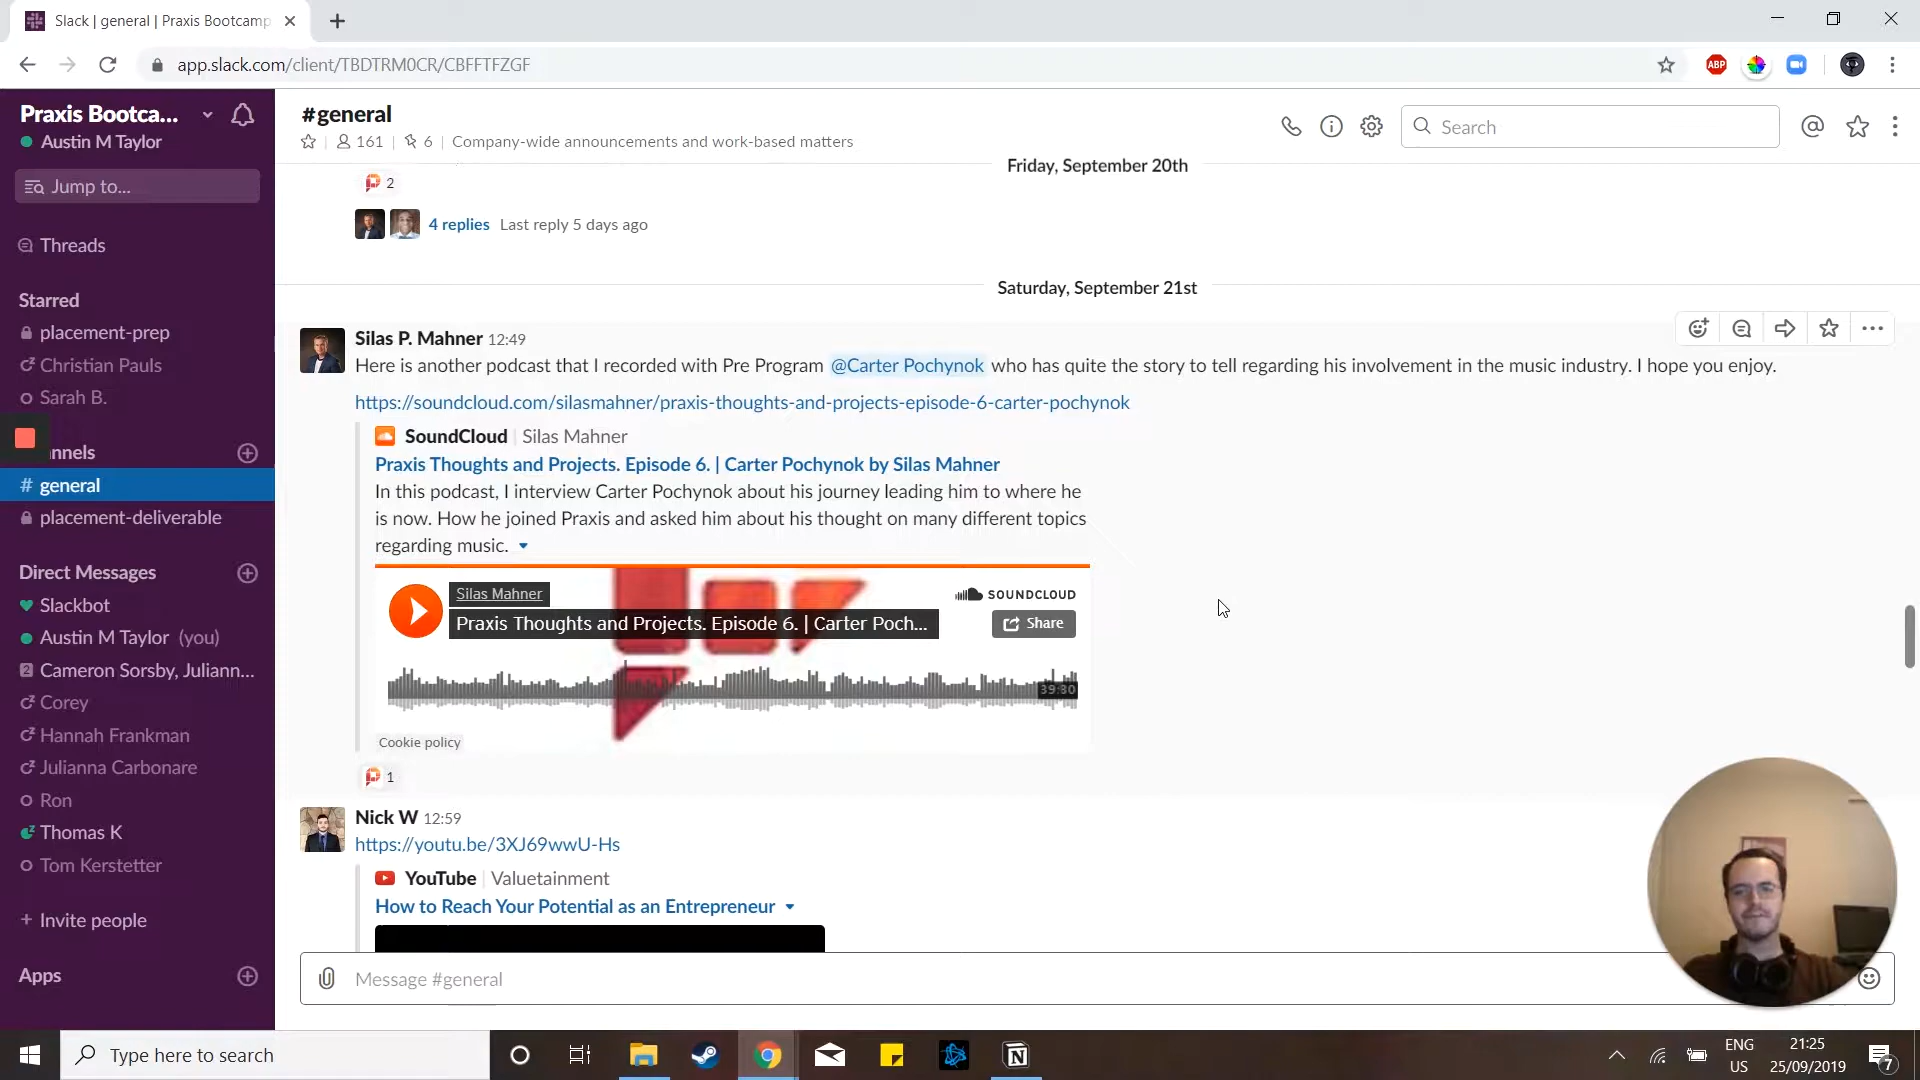 Slack | general | Praxis Bootcamp
app.slack.com/client/TBDTRM0CR/CBFFTFZGF
ABP
Praxis Bootca...
Austin M Taylor
Jump to...
Threads
Starred
placement-prep
Christian Pauls
Sarah B.
nnels
# general
placement-deliverable
Direct Messages
Slackbot
Austin M Taylor (you)
2 Cameron Sorsby, Juliann...
Corey
Hannah Frankman
Julianna Carbonare
Ron
Thomas K
Tom Kerstetter
+ Invite people
Apps
#general
161 | 6 | Company-wide announcements and work-based matters
Search
Friday, September 20th
2
4 replies Last reply 5 days ago
Saturday, September 21st
Silas P. Mahner 12:49
Here is another podcast that I recorded with Pre Program @Carter Pochynok who has quite the story to tell regarding his involvement in the music industry. I hope you enjoy.
https://soundcloud.com/silasmahner/praxis-thoughts-and-projects-episode-6-carter-pochynok
SoundCloud | Silas Mahner
Praxis Thoughts and Projects. Episode 6. | Carter Pochynok by Silas Mahner
In this podcast, I interview Carter Pochynok about his journey leading him to where he
is now. How he joined Praxis and asked him about his thought on many different topics
regarding music.
Silas Mahner
SOUNDCLOUD
Praxis Thoughts and Projects. Episode 6. | Carter Poch...
Share
39:30
Cookie policy
1
Nick W 12:59
https://youtu.be/3XJ69wwU-Hs
YouTube | Valuetainment
How to Reach Your Potential as an Entrepreneur
Message #general
Type here to search
ENG
US
21:25
25/09/2019
7